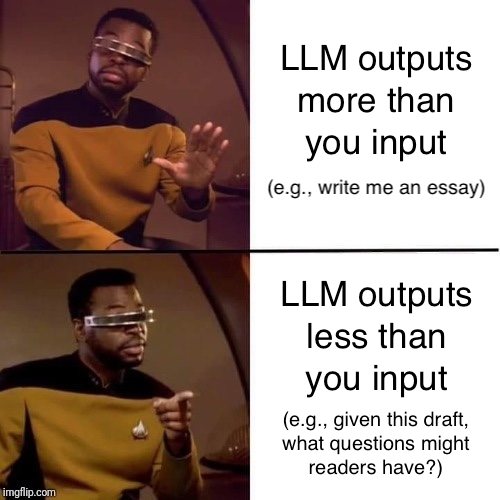 LLM outputs
more than
you input
(e.g., write me an essay)
LLM outputs
less than
you input
(e.g., given this draft,
what questions might
readers have?)
imgflip.com